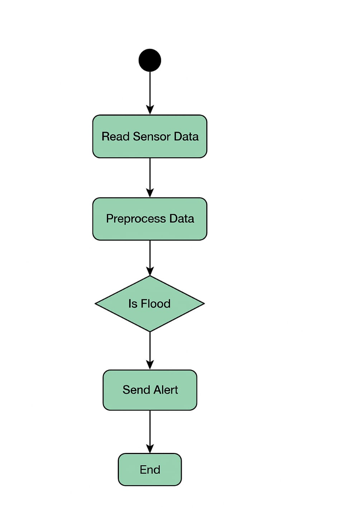 Read Sensor Data
Preprocess Data
Is Flood
Send Alert
End